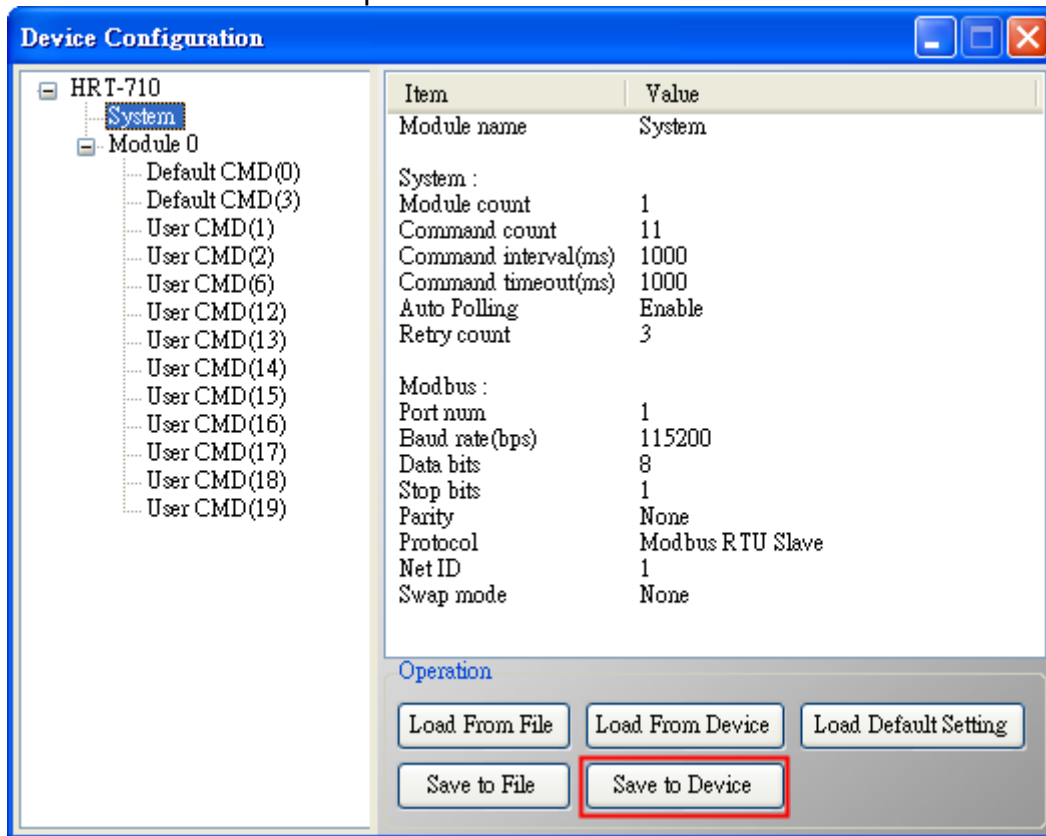 Device Configuration
HRT-710
System
Module 0
Default CMD(0)
Default CMD(3)
User CMD(1)
User CMD(2)
User CMD(6)
User CMD(12)
User CMD(13)
User CMD(14)
User CMD(15)
User CMD(16)
User CMD(17)
User CMD(18)
User CMD(19)
Item Value
Module name System
System :
Module count 1
Command count 11
Command interval(ms) 1000
Command timeout(ms) 1000
Auto Polling Enable
Retry count 3
Modbus :
Port num 1
Baud rate(bps) 115200
Data bits 8
Stop bits 1
Parity None
Protocol Modbus RTU Slave
Net ID 1
Swap mode None
Operation
Load From File Load From Device Load Default Setting
Save to File Save to Device